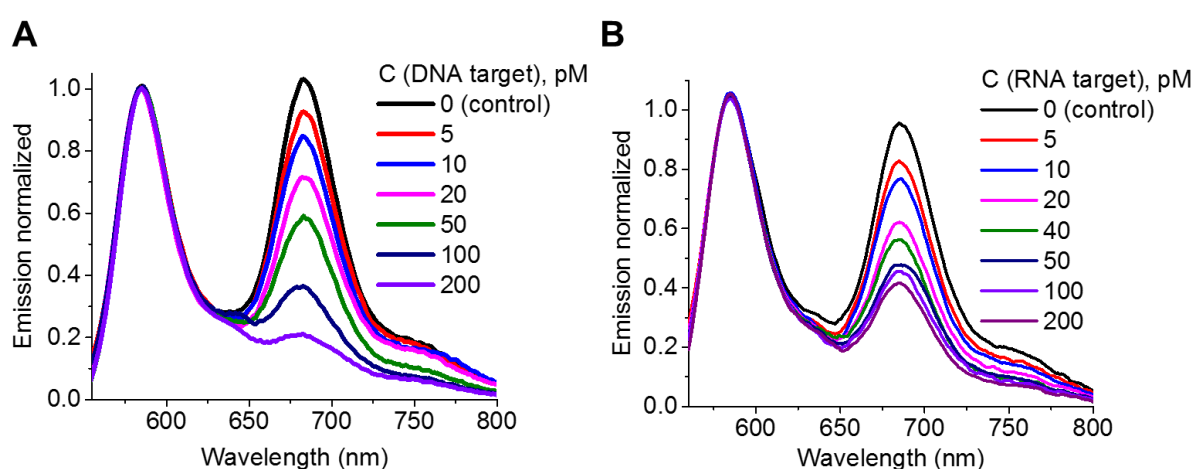 A
C (DNA target), pM
0 (control)
5
10
20
50
100
200
1.0
0.8
0.6
0.4
0.2
0.0
Emission normalized
600 650 700 750 800
Wavelength (nm)
B
C (RNA target), pM
0 (control)
5
10
20
40
50
100
200
1.0
0.8
0.6
0.4
0.2
0.0
Emission normalized
600 650 700 750 800
Wavelength (nm)